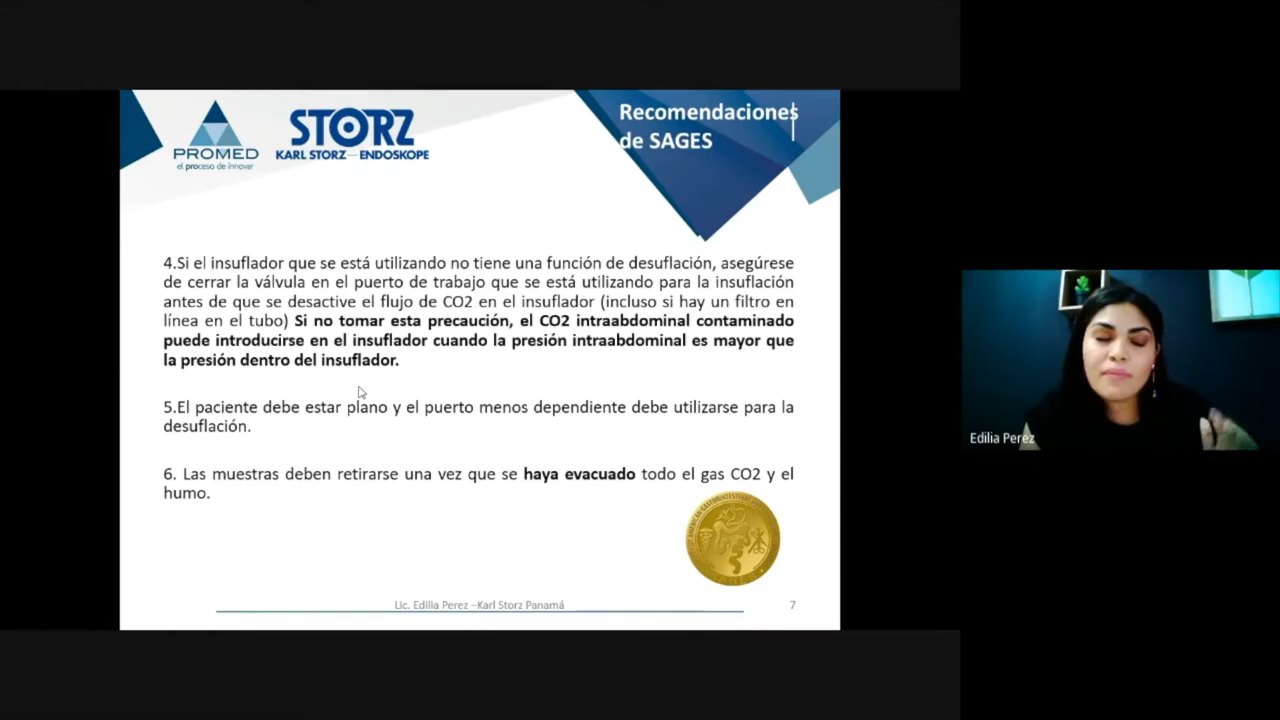 PROMED
el proceso de innovar
STORZ
KARL STORZ—ENDOSKOPE
Recomendaciones
de SAGES
4.Si el insuflador que se está utilizando no tiene una función de desuflación, asegúrese
de cerrar la válvula en el puerto de trabajo que se está utilizando para la insuflación
antes de que se desactive el flujo de CO2 en el insuflador (incluso si hay un filtro en
línea en el tubo) Si no tomar esta precaución, el CO2 intraabdominal contaminado
puede introducirse en el insuflador cuando la presión intraabdominal es mayor que
la presión dentro del insuflador.
5.El paciente debe estar plano y el puerto menos dependiente debe utilizarse para la
desuflación.
6. Las muestras deben retirarse una vez que se haya evacuado todo el gas CO2 y el
humo.
Lic. Edilia Perez –Karl Storz Panamá
7
Edilia Perez